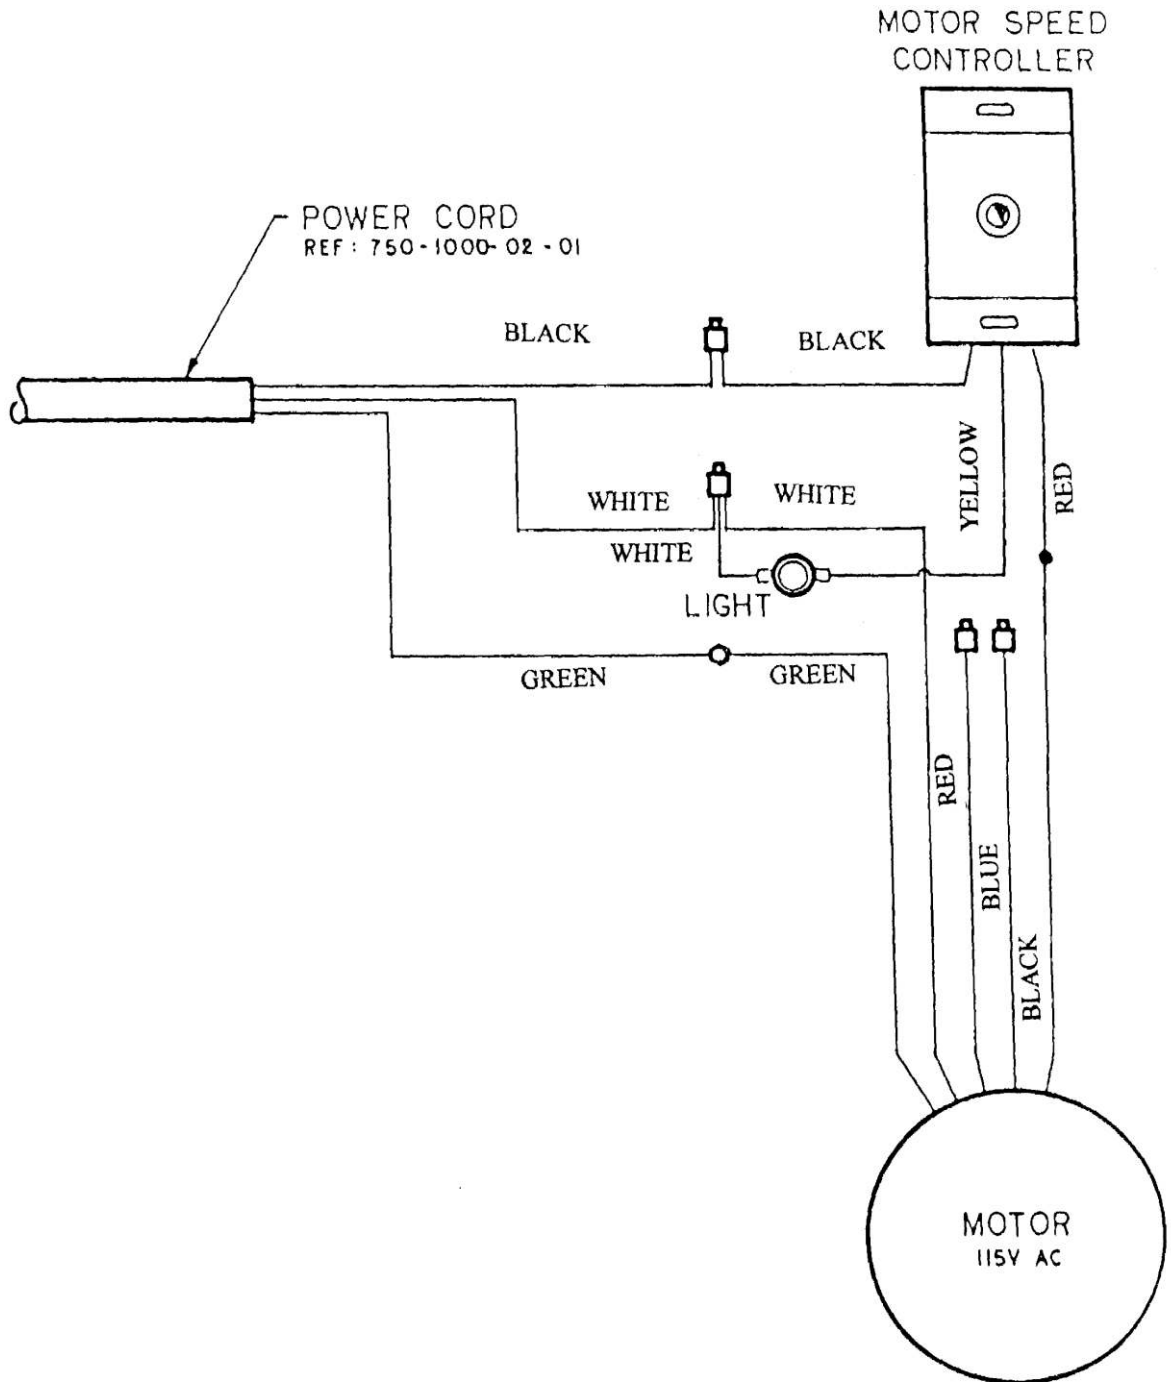 MOTOR SPEED
CONTROLLER
POWER CORD
REF: 750-1000-02-01
BLACK
BLACK
YELLOW
RED
WHITE
WHITE
WHITE
LIGHT
GREEN
GREEN
RED
BLUE
BLACK
MOTOR
115V AC